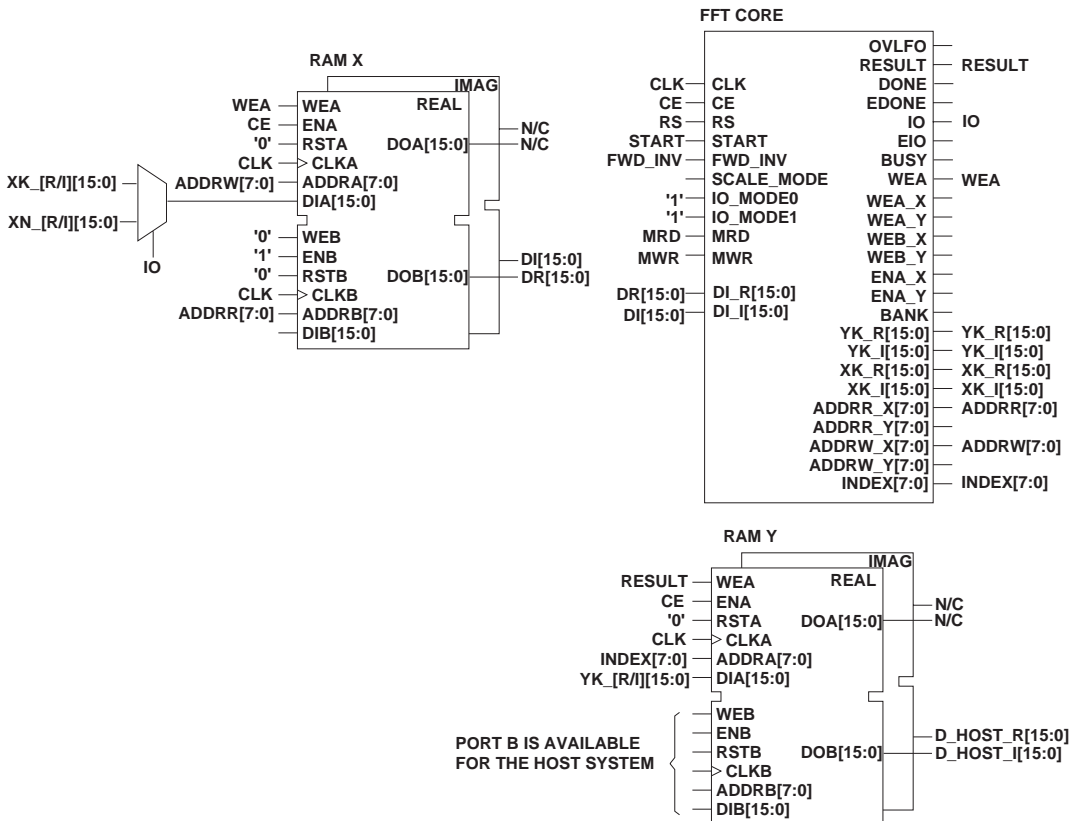 FFT CORE
OVLFO
RESULT RESULT
DONE
CLK CLK EDONE
CE CE IO IO
RS RS EIO
START START BUSY
FWD_INV FWD_INV WEA WEA
SCALE_MODE WEA_X
'1' IO_MODE0 WEA_Y
'1' IO_MODE1 WEB_X
MRD MRD WEB_Y
MWR MWR ENA_X
ENA_Y
DR[15:0] DI_R[15:0] BANK
DI[15:0] DI_I[15:0]
YK_R[15:0] YK_R[15:0]
YK_I[15:0] YK_I[15:0]
XK_R[15:0] XK_R[15:0]
XK_I[15:0] XK_I[15:0]
ADDRR_X[7:0] ADDRR[7:0]
ADDRR_Y[7:0]
ADDRW_X[7:0] ADDRW[7:0]
ADDRW_Y[7:0]
INDEX[7:0] INDEX[7:0]
RAM X
IMAG
WEA WEA REAL
CE ENA N/C
'0' RSTA DOA[15:0] N/C
CLK CLKA
XK_[R/I][15:0] ADDRW[7:0] ADDRA[7:0]
DIA[15:0]
XN_[R/I][15:0]
IO
'0' WEB
'1' ENB DI[15:0]
'0' RSTB DOB[15:0] DR[15:0]
CLK CLKB
ADDRR[7:0] ADDRB[7:0]
DIB[15:0]
RAM Y
IMAG
RESULT WEA REAL
CE ENA N/C
'0' RSTA DOA[15:0] N/C
CLK CLKA
INDEX[7:0] ADDRA[7:0]
YK_[R/I][15:0] DIA[15:0]
WEB
ENB D_HOST_R[15:0]
RSTB DOB[15:0] D_HOST_I[15:0]
CLKB
ADDRB[7:0]
DIB[15:0]
PORT B IS AVAILABLE
FOR THE HOST SYSTEM